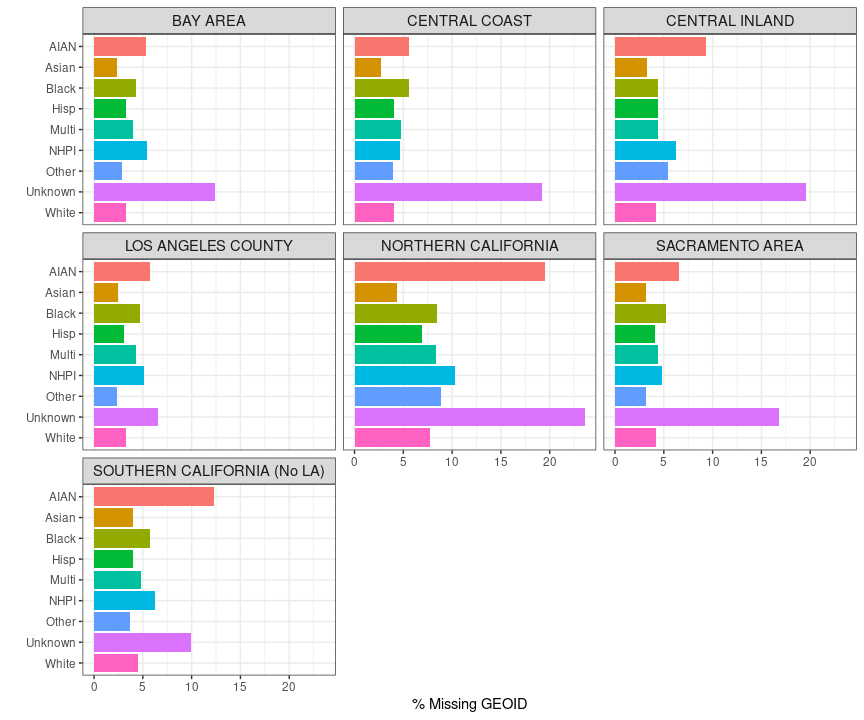 BAY AREA CENTRAL COAST CENTRAL INLAND
AIAN
Asian
Black
Hisp
Multi
NHPI
Other
Unknown
White
LOS ANGELES COUNTY NORTHERN CALIFORNIA SACRAMENTO AREA
AIAN
Asian
Black
Hisp
Multi
NHPI
Other
Unknown
White
0 5 10 15 20 0 5 10 15 20
SOUTHERN CALIFORNIA (No LA)
AIAN
Asian
Black
Hisp
Multi
NHPI
Other
Unknown
White
0 5 10 15 20
% Missing GEOID